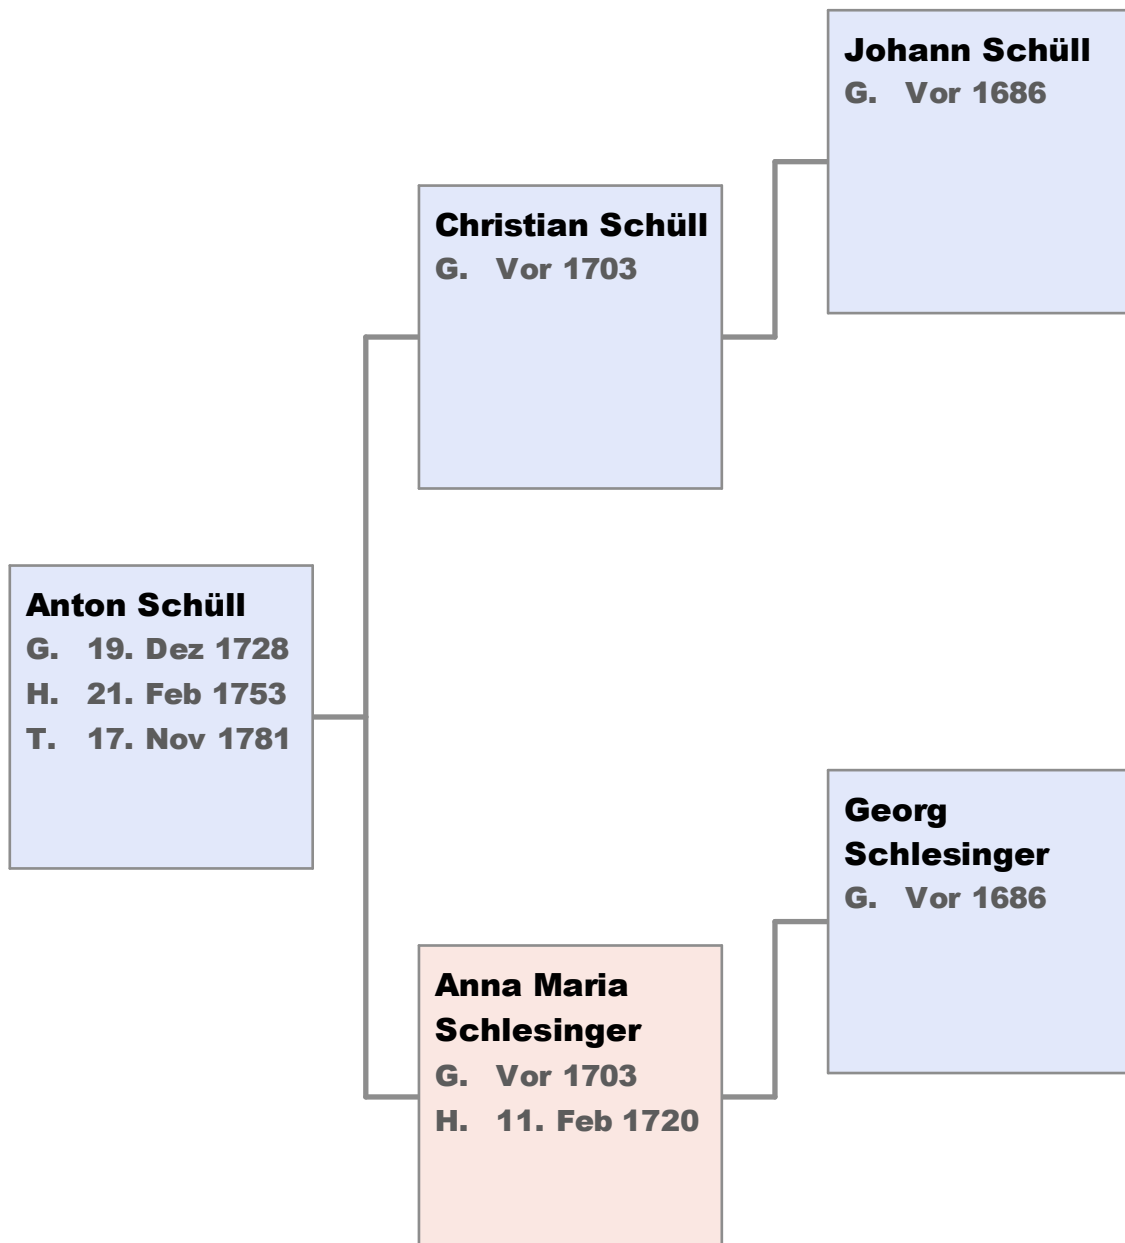 Johann Schüll
G. Vor 1686
Christian Schüll
G. Vor 1703
Anton Schüll
G. 19. Dez 1728
H. 21. Feb 1753
T. 17. Nov 1781
Georg
Schlesinger
G. Vor 1686
Anna Maria
Schlesinger
G. Vor 1703
H. 11. Feb 1720